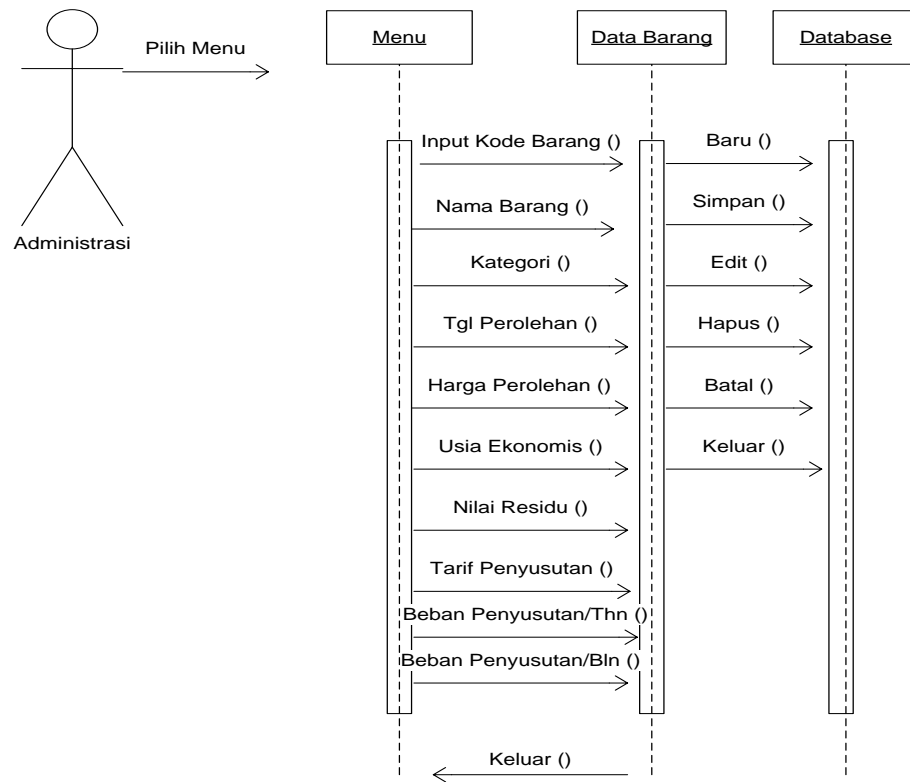 Pilih Menu
Menu
Data Barang
Database
Administrasi
Input Kode Barang ()
Baru ()
Nama Barang ()
Simpan ()
Kategori ()
Edit ()
Tgl Perolehan ()
Hapus ()
Harga Perolehan ()
Batal ()
Usia Ekonomis ()
Keluar ()
Nilai Residu ()
Tarif Penyusutan ()
Beban Penyusutan/Thn ()
Beban Penyusutan/Bln ()
Keluar ()